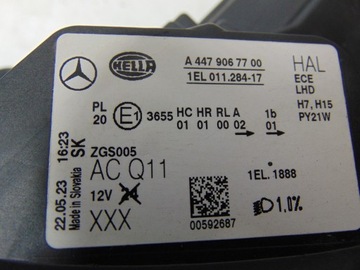 HELLA
A 447 906 77 00
1EL 011.284-17
HAL
ECE
LHD
H7, H15
PY21W
PL
20
E1
3655
HC HR RL A
01 01 00 02
1b
01
ZGS005
AC Q11
12V
XXX
22.05.23 16:23
Made in Slovakia SK
1EL. 1888
1.0%
00592687